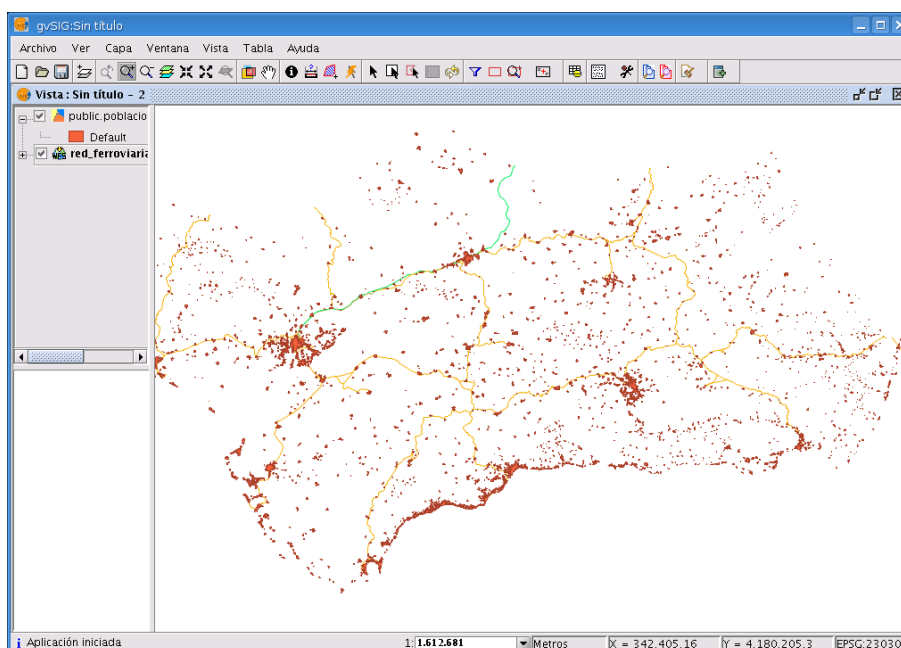 gvSIG:Sin título
Archivo Ver Capa Ventana Vista Tabla Ayuda
Vista : Sin título - 2
public.poblacio
Default
red_ferroviaria
Aplicación iniciada
1: 1.612.681
Metros
X = 342.405.16
Y = 4.180.205.3
EPSG:23030